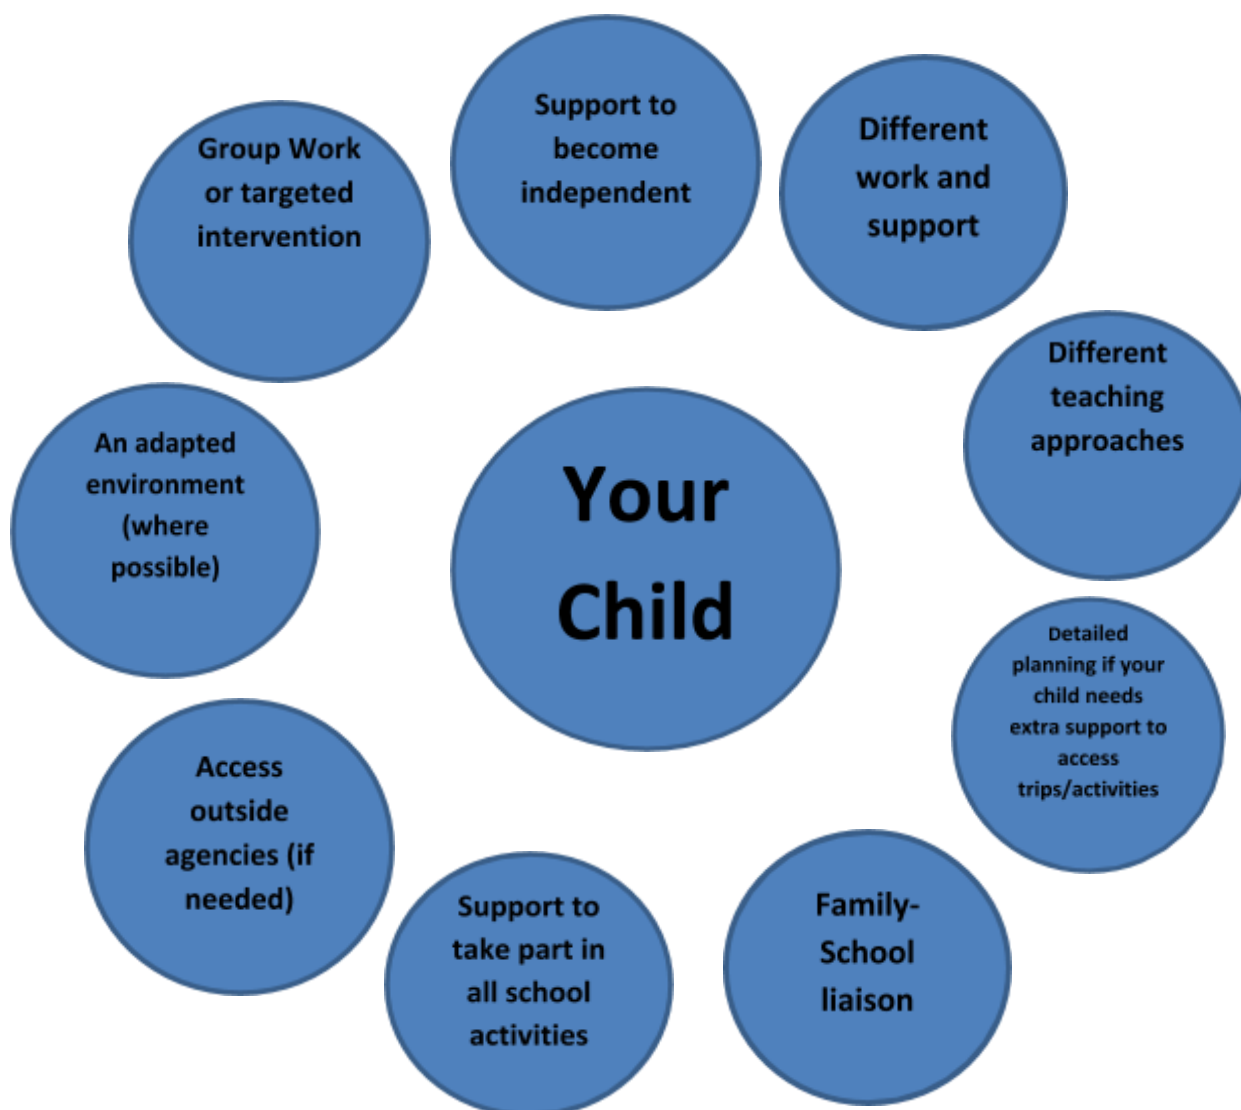 Support to
become
independent
Different
work and
support
Different
teaching
approaches
Detailed
planning if your
child needs
extra support to
access
trips/activities
Family-
School
liaison
Support to
take part in
all school
activities
Access
outside
agencies (if
needed)
An adapted
environment
(where
possible)
Group Work
or targeted
intervention
Your
Child